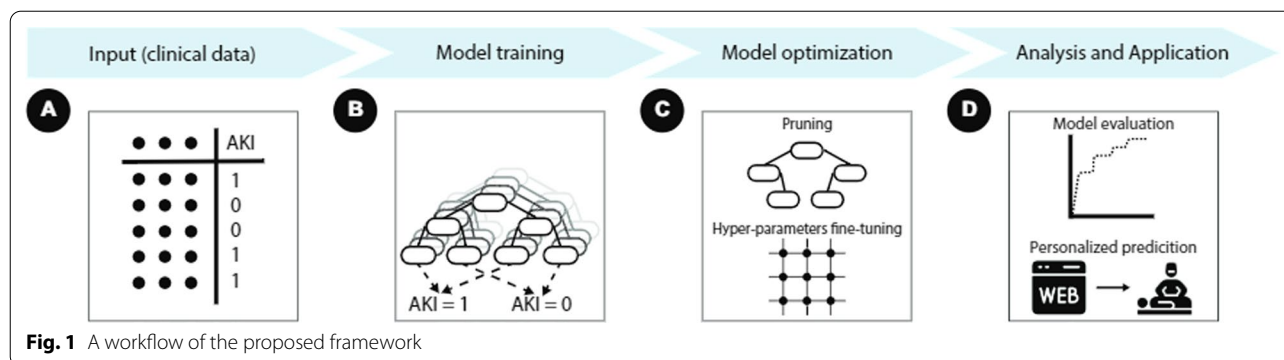 Input (clinical data)
Model training
Model optimization
Analysis and Application
A
B
C
D
AKI
1
0
0
1
1
AKI = 1 AKI = 0
Pruning
Hyper-parameters fine-tuning
Model evaluation
Personalized predicition
WEB
Fig. 1 A workflow of the proposed framework